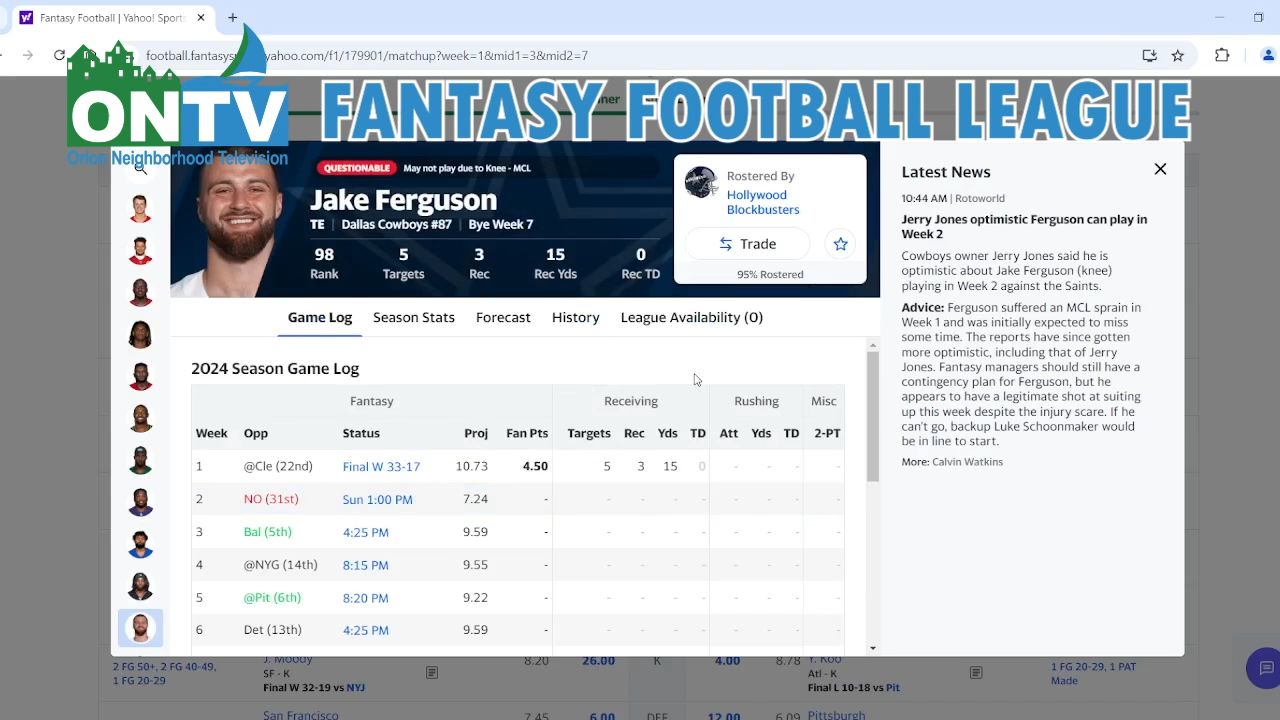 Fantasy Football | Yahoo! Sport
football.fantasys yahoo.com/f1/179901/matchup?week=1&mid1=3&mid2=7
ONTV
Orion Neighborhood Television
FANTASY FOOTBALL LEAGUE
QUESTIONABLE May not play due to Knee - MCL
Jake Ferguson
TE | Dallas Cowboys #87 | Bye Week 7
98 5 3 15 0
Rank Targets Rec Rec Yds Rec TD
Rostered By
Hollywood
Blockbusters
Trade
95% Rostered
Game Log Season Stats Forecast History League Availability (0)
2024 Season Game Log
Fantasy Receiving Rushing Misc
Week Opp Status Proj Fan Pts Targets Rec Yds TD Att Yds TD 2-PT
1 @Cle (22nd) Final W 33-17 10.73 4.50 5 3 15 0 - - - -
2 NO (31st) Sun 1:00 PM 7.24 - - - - - - - - -
3 Bal (5th) 4:25 PM 9.59 - - - - - - - - -
4 @NYG (14th) 8:15 PM 9.55 - - - - - - - - -
5 @Pit (6th) 8:20 PM 9.22 - - - - - - - - -
6 Det (13th) 4:25 PM 9.59 - - - - - - - - -
Latest News
10:44 AM | Rotoworld
Jerry Jones optimistic Ferguson can play in
Week 2
Cowboys owner Jerry Jones said he is
optimistic about Jake Ferguson (knee)
playing in Week 2 against the Saints.
Advice: Ferguson suffered an MCL sprain in
Week 1 and was initially expected to miss
some time. The reports have since gotten
more optimistic, including that of Jerry
Jones. Fantasy managers should still have a
contingency plan for Ferguson, but he
appears to have a legitimate shot at suiting
up this week despite the injury scare. If he
can't go, backup Luke Schoonmaker would
be in line to start.
More: Calvin Watkins
2 FG 50+, 2 FG 40-49,
1 FG 20-29
J. Moody
SF - K
Final W 32-19 vs NYJ
8.20 26.00 K 4.00 8.78
Y. Koo
Atl - K
Final L 10-18 vs Pit
1 FG 20-29, 1 PAT
Made
San Francisco 7.45 6.00 DEF 12.00 6.09 Pittsburgh